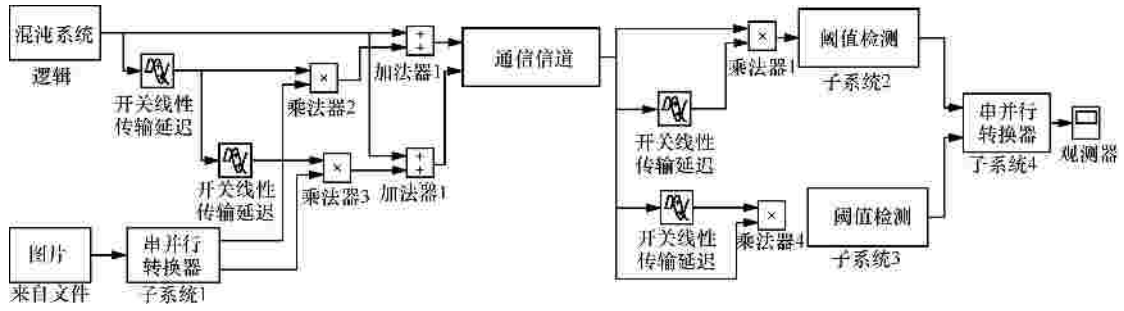 混沌系统
逻辑
开关线性
传输延迟
×
乘法器2
+
+
加法器1
通信信道
×
乘法器1
阈值检测
子系统2
开关线性
传输延迟
串并行
转换器
子系统4
观测器
开关线性
传输延迟
×
乘法器3
+
+
加法器1
开关线性
传输延迟
×
乘法器4
阈值检测
子系统3
图片
来自文件
串并行
转换器
子系统1